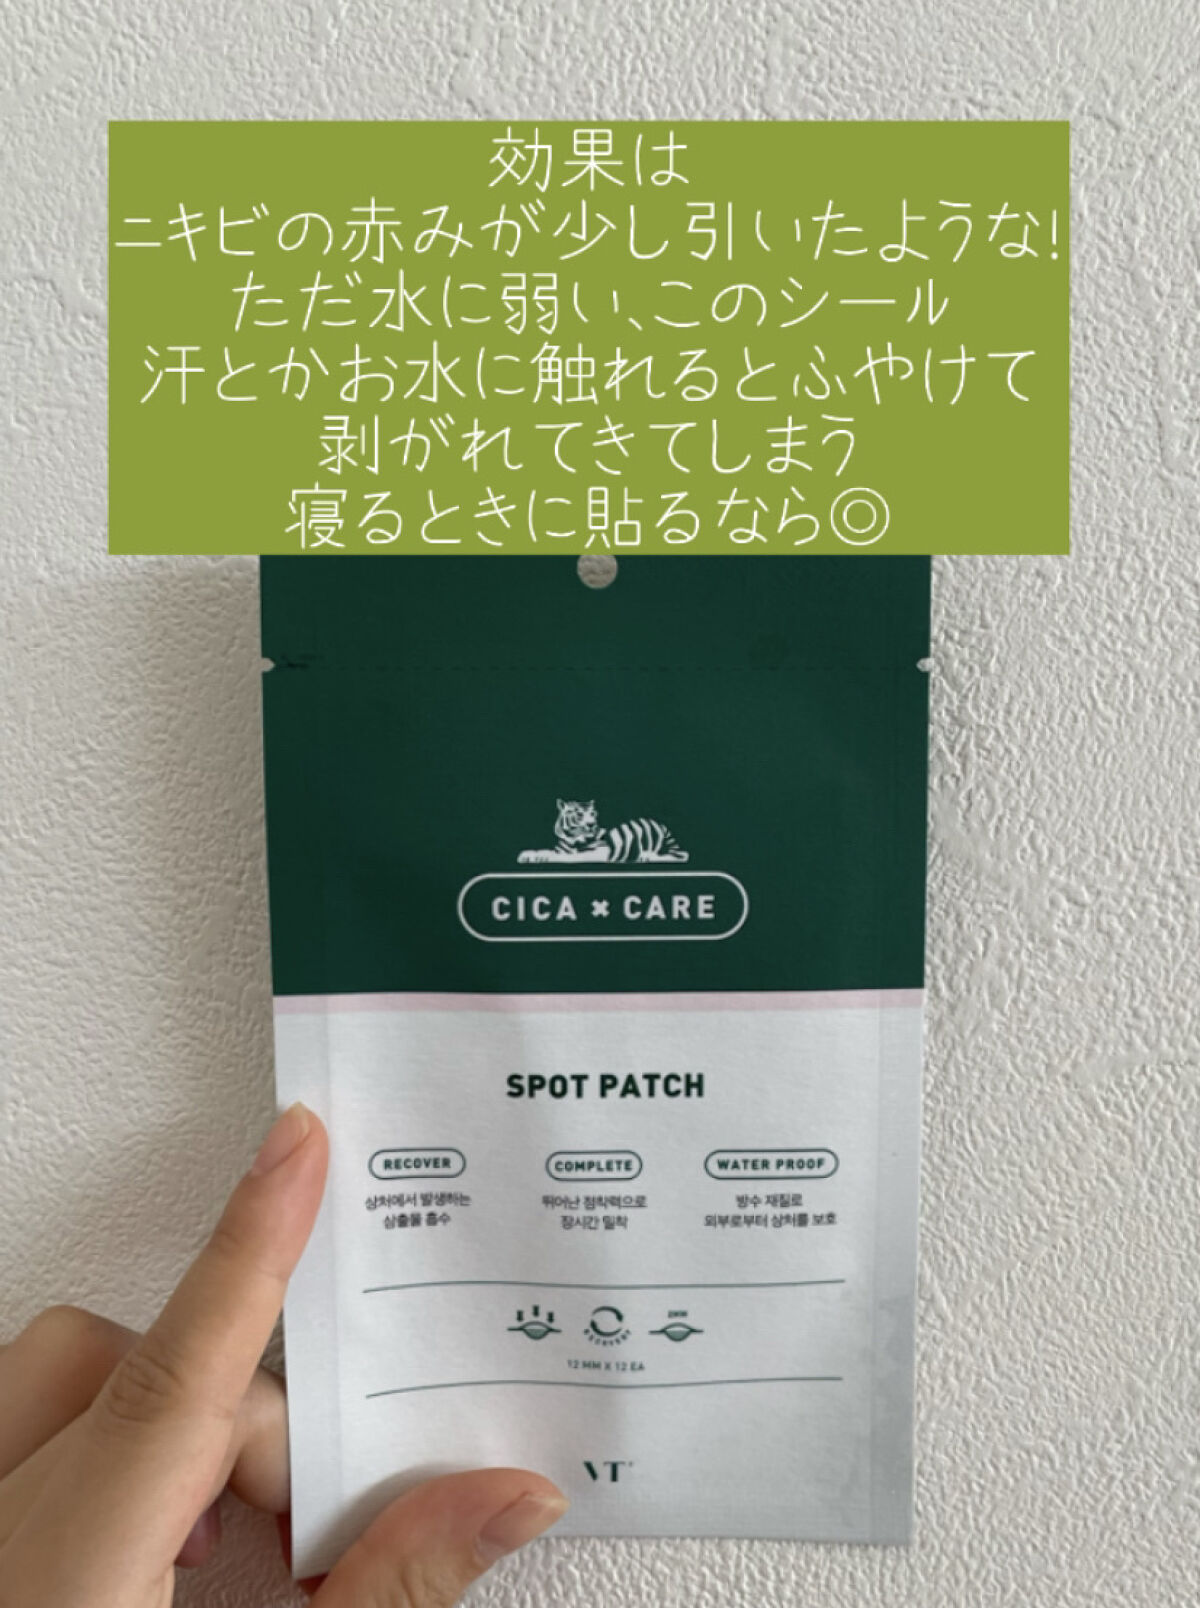 効果は
ニキビの赤みが少し引いたような!
ただ水に弱い、このシール
汗とかお水に触れるとふやけて
剥がれてきてしまう
寝るときに貼るなら◎
CICA × CARE
SPOT PATCH
RECOVER
상처에서 발생하는
삼출물 흡수
COMPLETE
뛰어난 점착력으로
장시간 밀착
WATER PROOF
방수 재질로
외부로부터 상처를 보호
RECOVERY
12 MM X 12 EA
VT